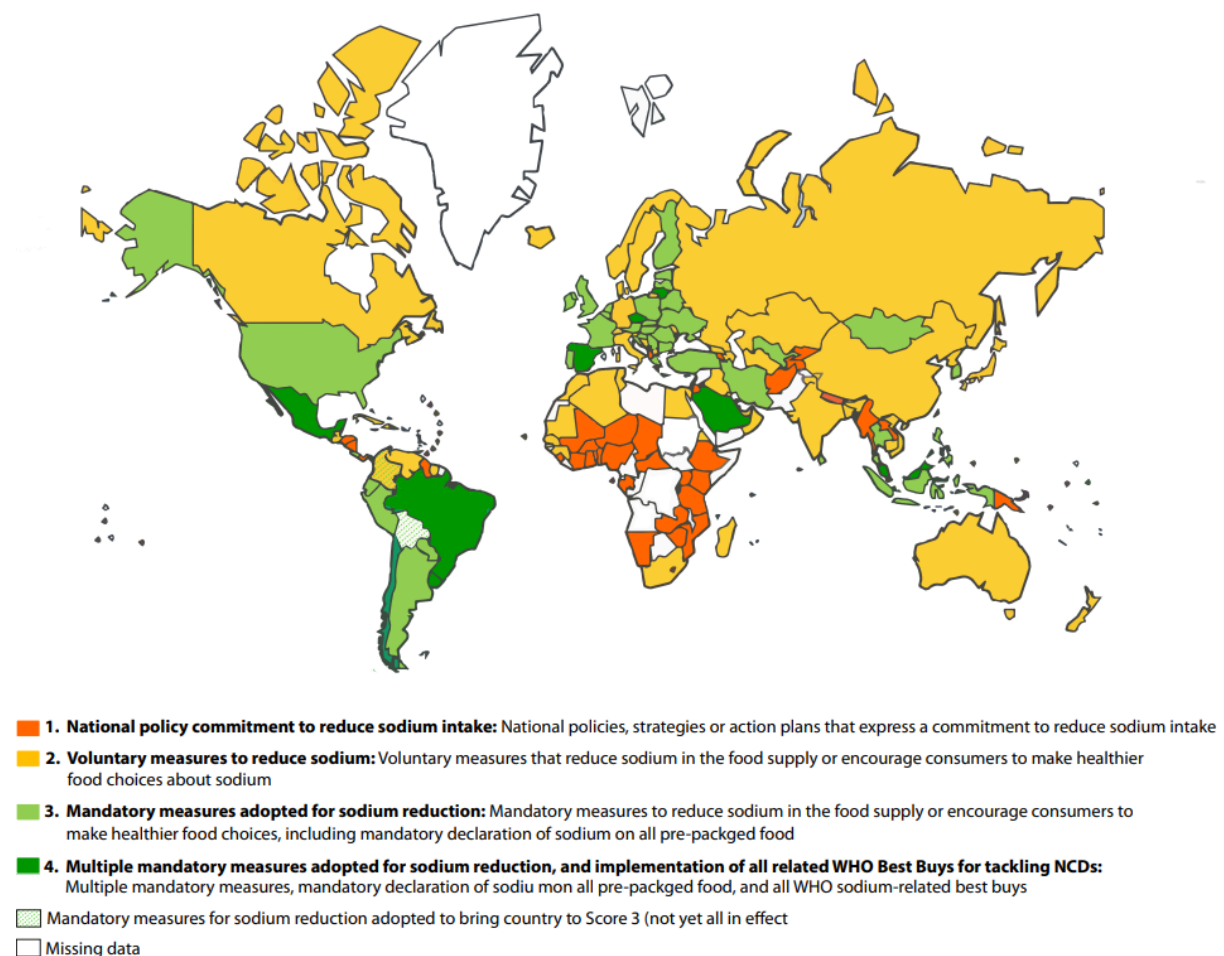 1. National policy commitment to reduce sodium intake: National policies, strategies or action plans that express a commitment to reduce sodium intake
2. Voluntary measures to reduce sodium: Voluntary measures that reduce sodium in the food supply or encourage consumers to make healthier
food choices about sodium
3. Mandatory measures adopted for sodium reduction: Mandatory measures to reduce sodium in the food supply or encourage consumers to
make healthier food choices, including mandatory declaration of sodium on all pre-packged food
4. Multiple mandatory measures adopted for sodium reduction, and implementation of all related WHO Best Buys for tackling NCDs:
Multiple mandatory measures, mandatory declaration of sodiu mon all pre-packged food, and all WHO sodium-related best buys
Mandatory measures for sodium reduction adopted to bring country to Score 3 (not yet all in effect
Missing data